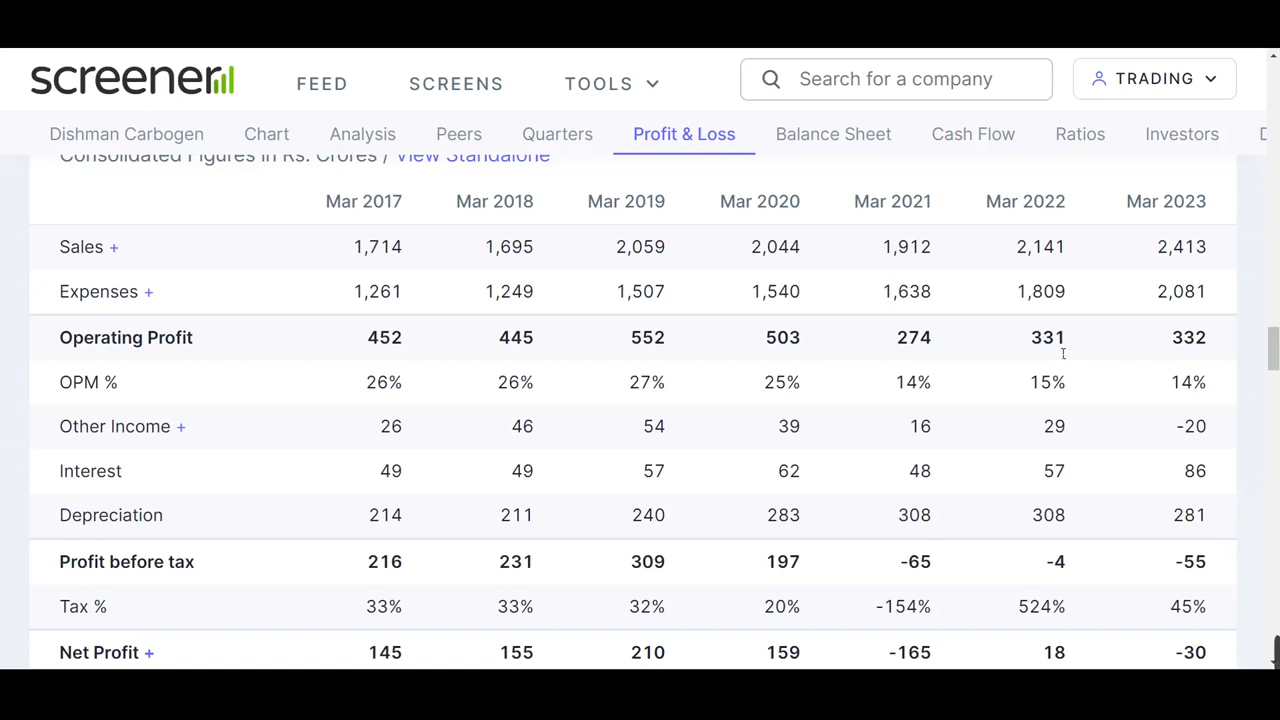 screener FEED SCREENS TOOLS Search for a company TRADING
Dishman Carbogen Chart Analysis Peers Quarters Profit & Loss Balance Sheet Cash Flow Ratios Investors D
Consolidated Figures in Rs. Crores / View Standalone
Mar 2017 Mar 2018 Mar 2019 Mar 2020 Mar 2021 Mar 2022 Mar 2023
Sales + 1,714 1,695 2,059 2,044 1,912 2,141 2,413
Expenses + 1,261 1,249 1,507 1,540 1,638 1,809 2,081
Operating Profit 452 445 552 503 274 331 332
OPM % 26% 26% 27% 25% 14% 15% 14%
Other Income + 26 46 54 39 16 29 -20
Interest 49 49 57 62 48 57 86
Depreciation 214 211 240 283 308 308 281
Profit before tax 216 231 309 197 -65 -4 -55
Tax % 33% 33% 32% 20% -154% 524% 45%
Net Profit + 145 155 210 159 -165 18 -30